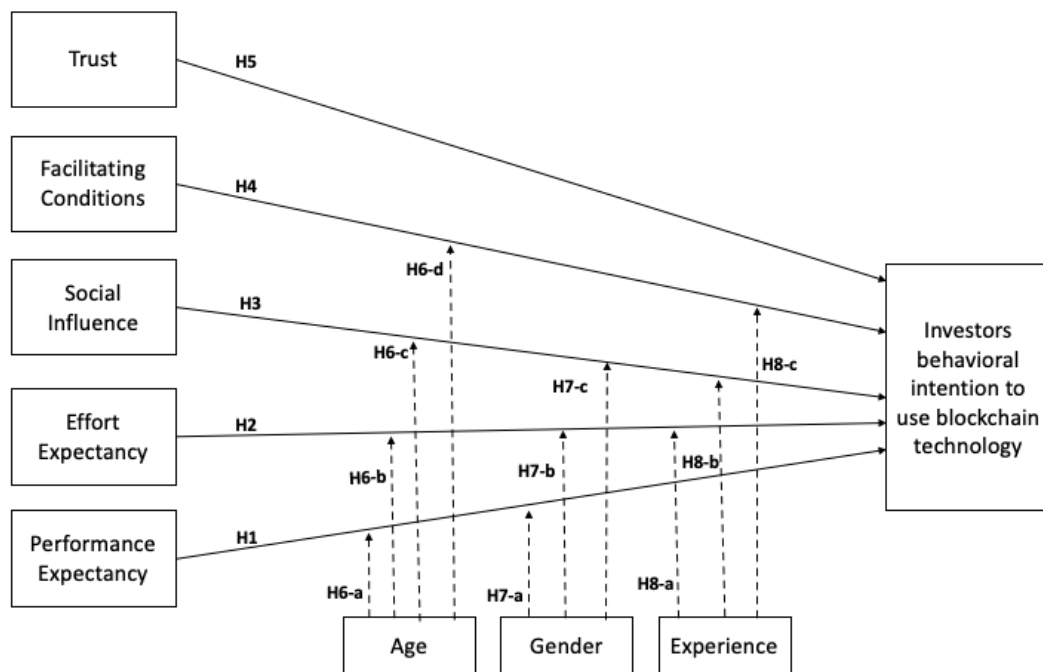 Trust
H5
Facilitating
Conditions
H4
H6-d
Social
Influence
H3
H6-c
H7-c
H8-c
Investors
behavioral
intention to
use blockchain
technology
Effort
Expectancy
H2
H6-b
H7-b
H8-b
Performance
Expectancy
H1
H6-a
H7-a
H8-a
Age
Gender
Experience